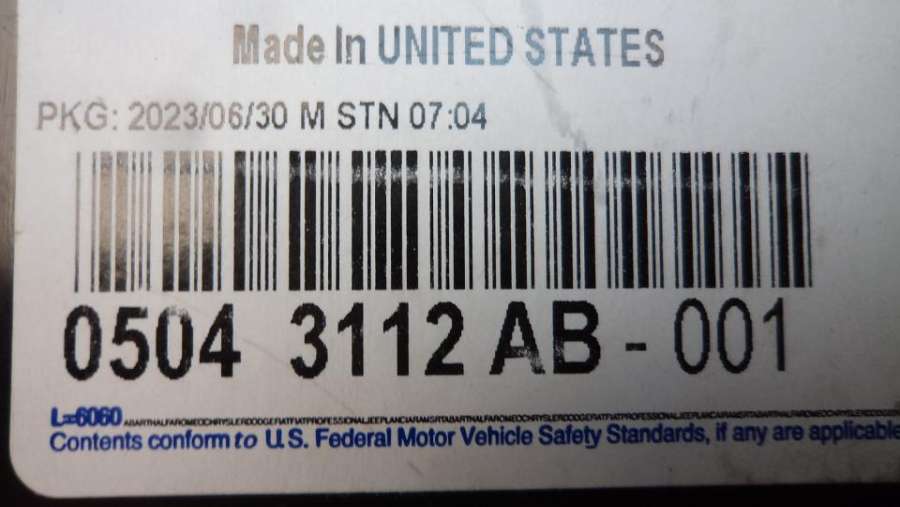 Made In UNITED STATES
PKG: 2023/06/30 M STN 07:04
0504 3112 AB - 001
L=6060
Contents conform to U.S. Federal Motor Vehicle Safety Standards, if any are applicable